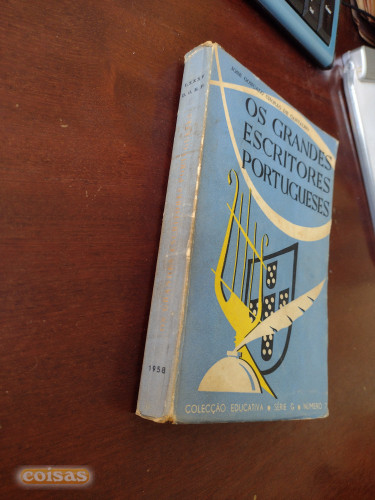 OS GRANDES
ESCRITORES
PORTUGUESES
COLECÇÃO EDUCATIVA ★ SÉRIE G ★ NÚMERO
1958
coisas